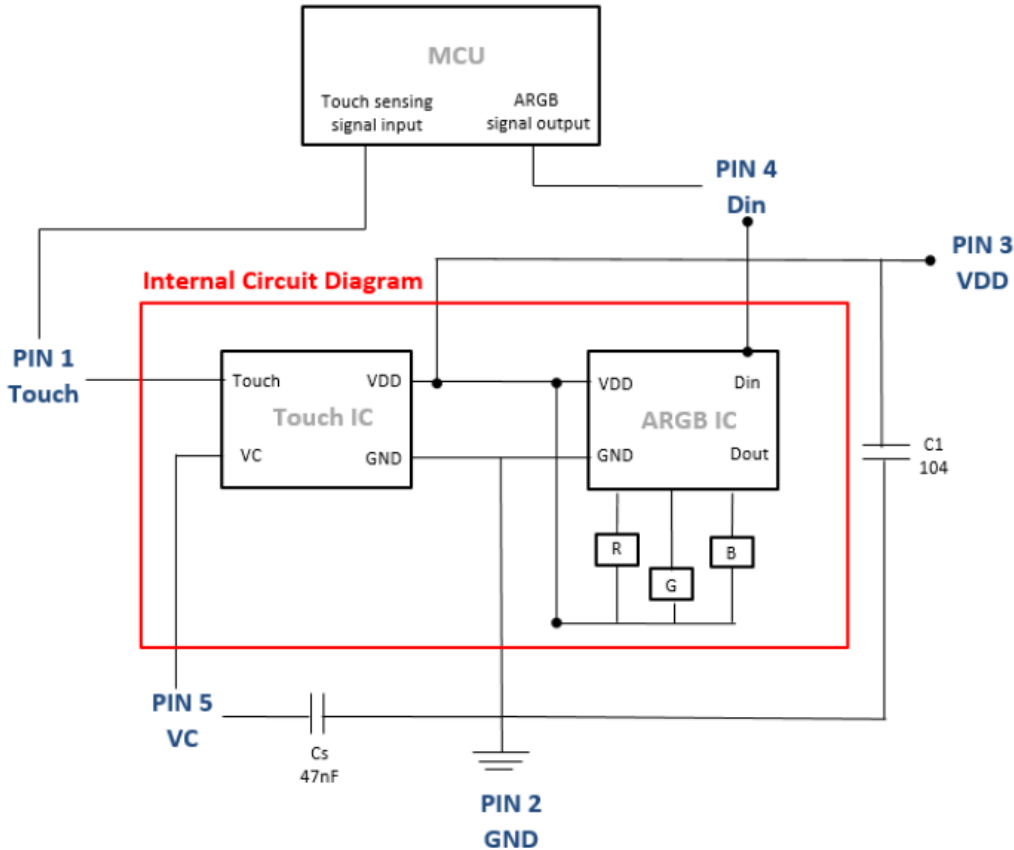 MCU
Touch sensing
signal input
ARGB
signal output
PIN 4
Din
PIN 3
VDD
Internal Circuit Diagram
PIN 1
Touch
Touch
VDD
Touch IC
VC
GND
VDD
Din
ARGB IC
GND
Dout
C1
104
R
G
B
PIN 5
VC
Cs
47nF
PIN 2
GND